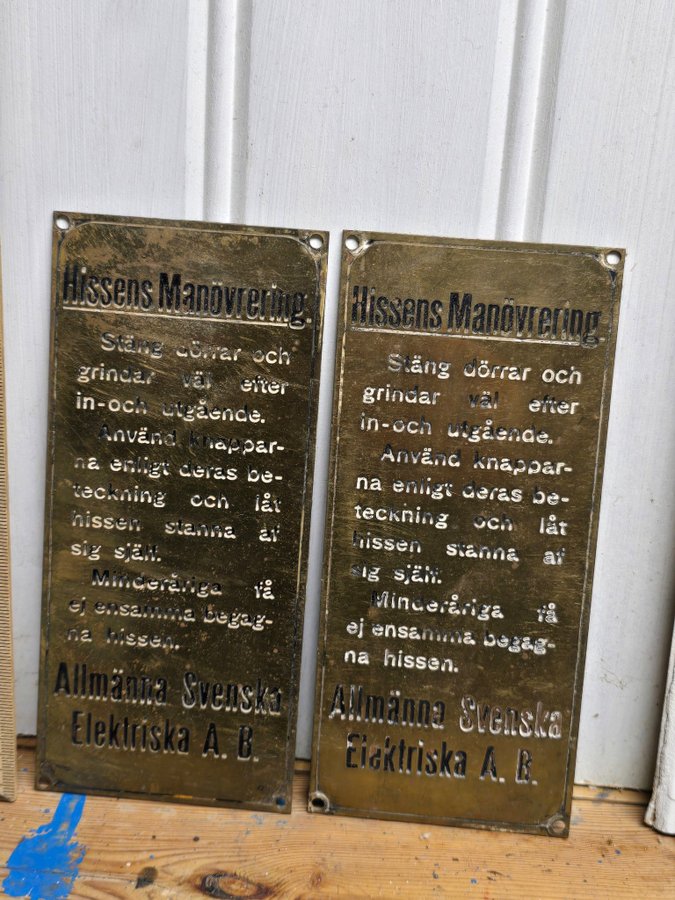 Hissens Manövrering.
Stäng dörrar och
grindar väl efter
in-och utgående.
Använd knappar-
na enligt deras be-
teckning och låt
hissen stanna af
sig själf.
Minderåriga få
ej ensamma begag-
na hissen.
Allmänna Svenska
Elektriska A. B.
Hissens Manövrering.
Stäng dörrar och
grindar väl efter
in-och utgående.
Använd knappar-
na enligt deras be-
teckning och låt
hissen stanna af
sig själf.
Minderåriga få
ej ensamma begag-
na hissen.
Allmänna Svenska
Elektriska A. B.